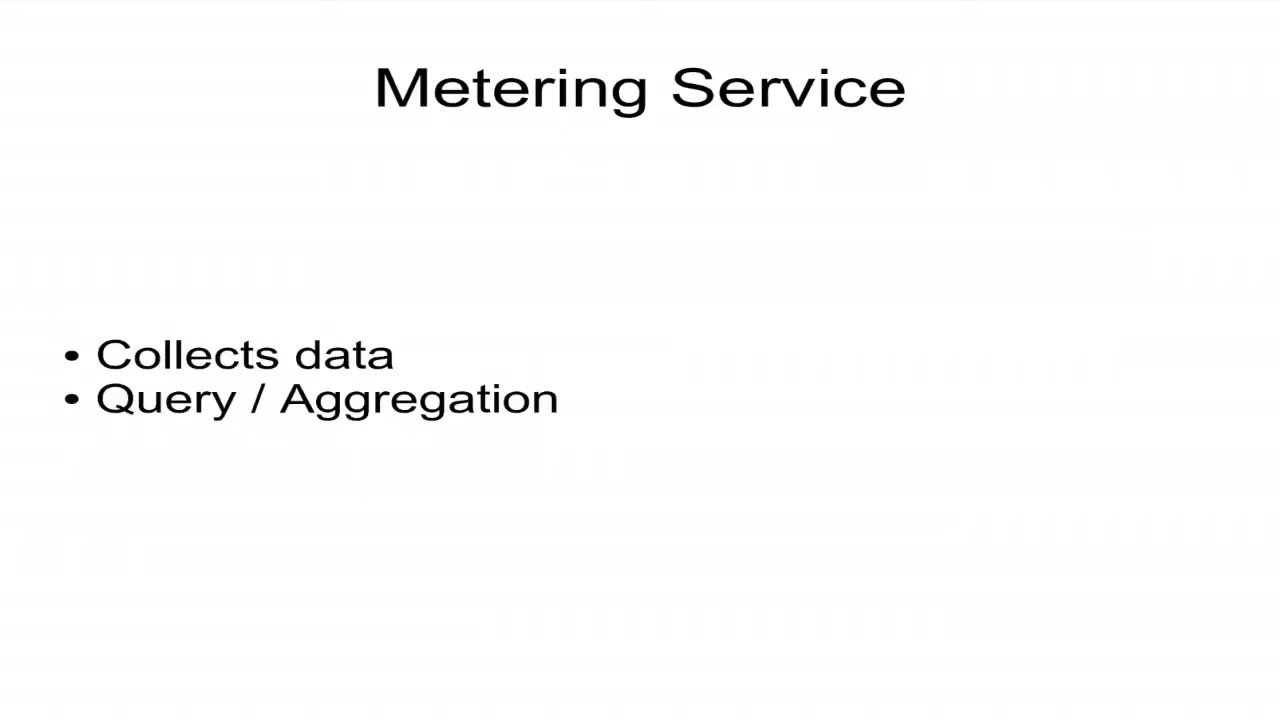 Metering Service
• Collects data
• Query / Aggregation